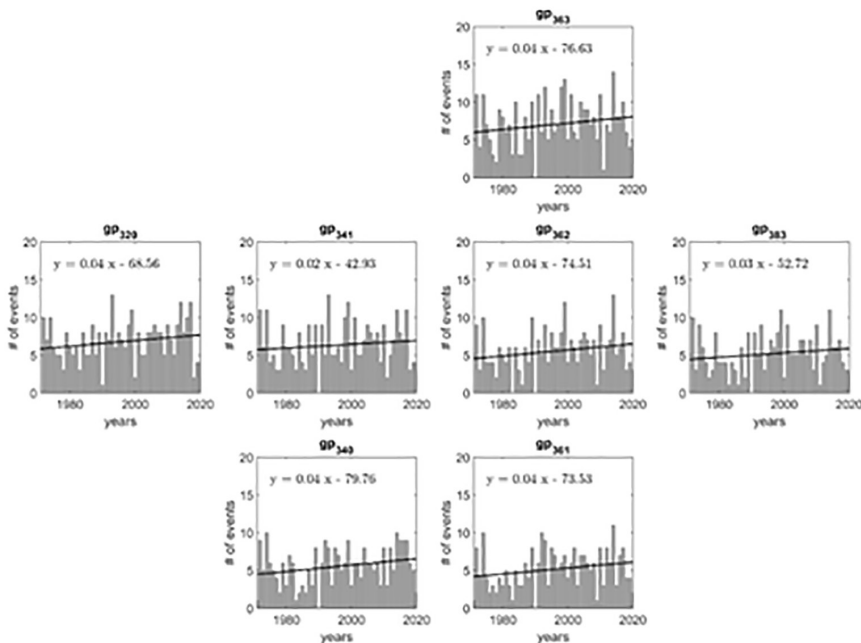 gp363
y = 0.04 x - 76.63
# of events
20
15
10
5
0
1980 2000 2020
years
gp320 gp341 gp362 gp383
y = 0.04 x - 68.56 y = 0.02 x - 42.93 y = 0.04 x - 74.51 y = 0.03 x - 52.72
# of events # of events # of events # of events
20 20 20 20
15 15 15 15
10 10 10 10
5 5 5 5
0 0 0 0
1980 2000 2020 1980 2000 2020 1980 2000 2020 1980 2000 2020
years years years years
gp340 gp361
y = 0.04 x - 79.76 y = 0.04 x - 73.53
# of events # of events
20 20
15 15
10 10
5 5
0 0
1980 2000 2020 1980 2000 2020
years years